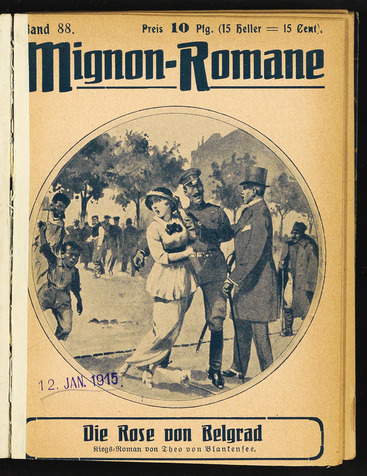 Band 88.
Preis 10 Pfg. (15 Heller = 15 Cent).
Mignon-Romane
12. JAN. 1915
Die Rose von Belgrad
Kriegs-Roman von Theo von Blankensee.